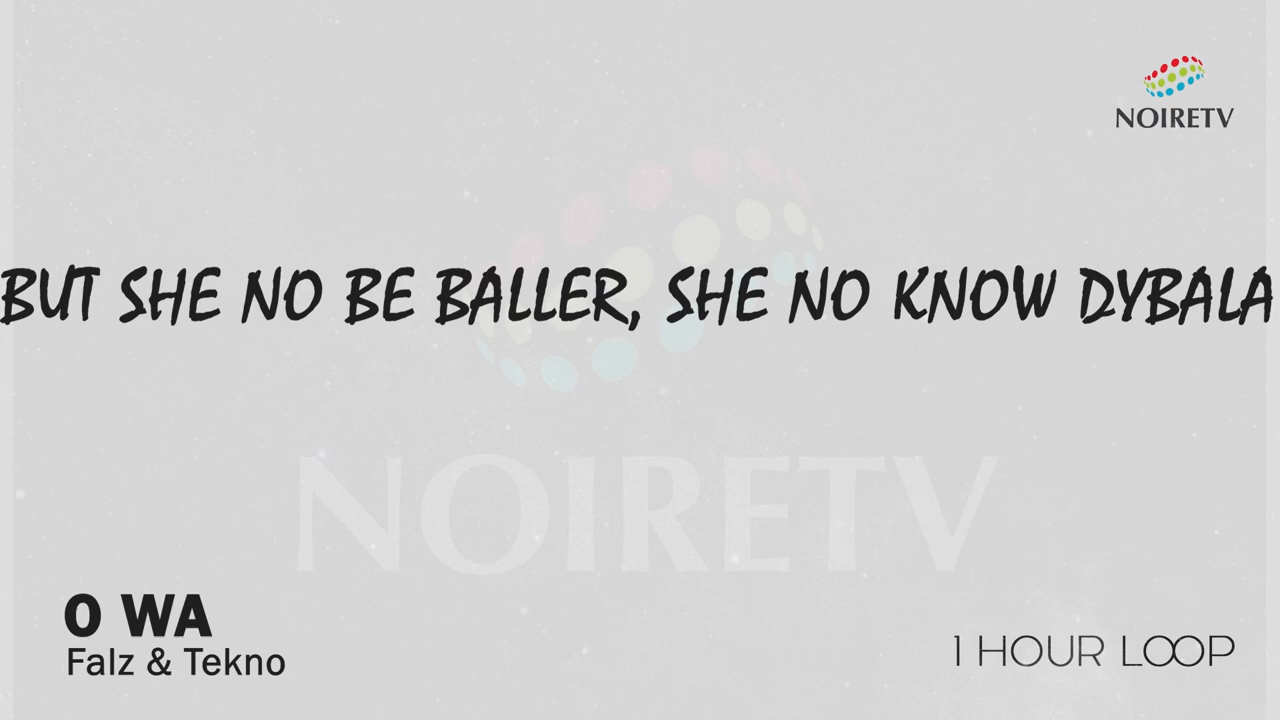 NOIRETV
BUT SHE NO BE BALLER, SHE NO KNOW DYBALA
NOIRETV
O WA
Falz & Tekno
1 HOUR LOOP